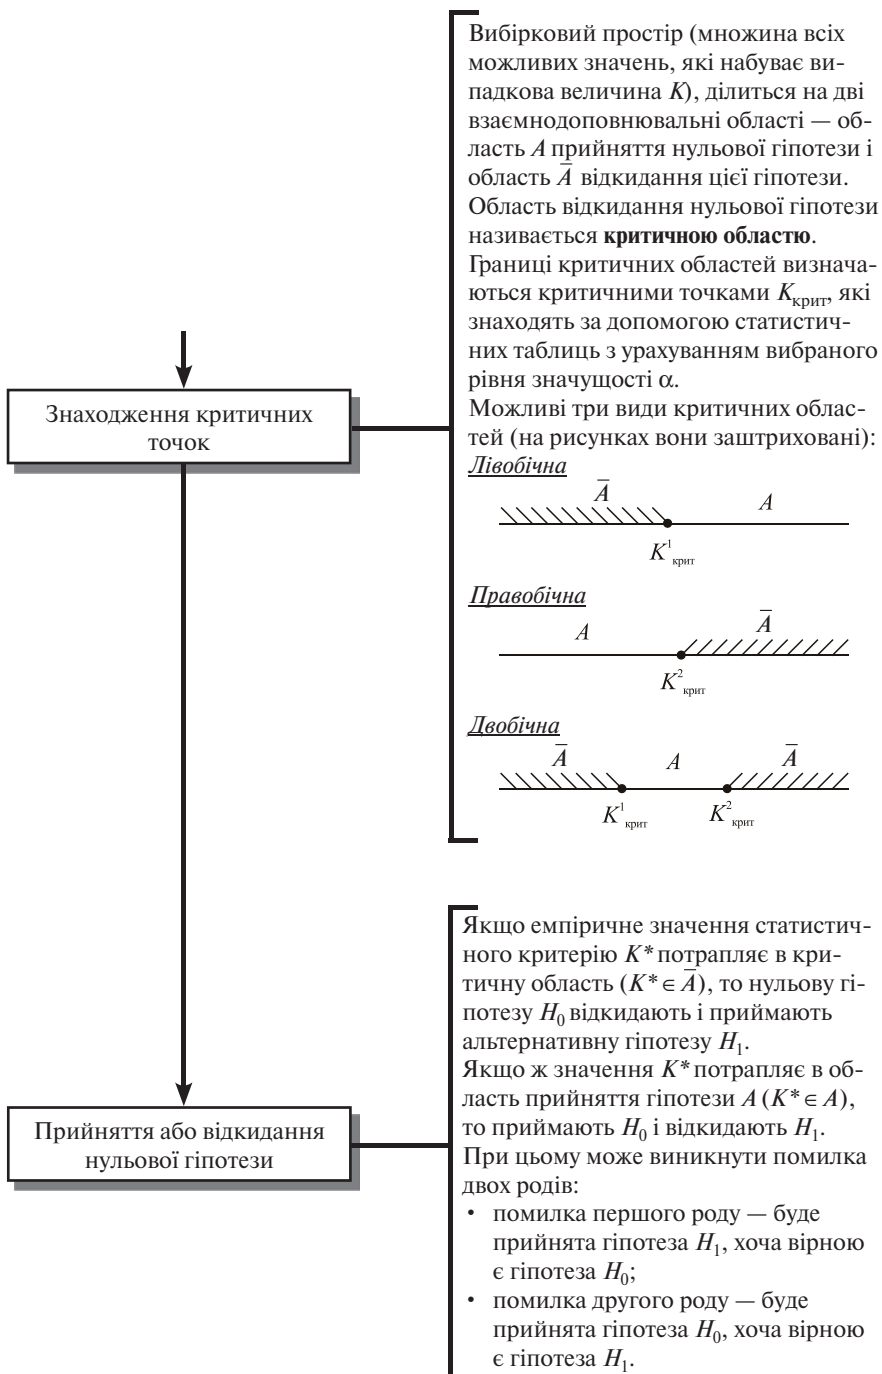 Вибірковий простір (множина всіх
можливих значень, які набуває ви-
падкова величина K), ділиться на дві
взаємнодоповнювальні області — об-
ласть A прийняття нульової гіпотези і
область A̅ відкидання цієї гіпотези.
Область відкидання нульової гіпотези
називається критичною областю.
Границі критичних областей визнача-
ються критичними точками Kкрит, які
знаходять за допомогою статистич-
них таблиць з урахуванням вибраного
рівня значущості α.
Можливі три види критичних облас-
тей (на рисунках вони заштриховані):
Знаходження критичних
точок
Лівобічна
A̅ A
K¹крит
Правобічна
A A̅
K²крит
Двобічна
A̅ A A̅
K¹крит K²крит
Якщо емпіричне значення статистич-
ного критерію K* потрапляє в кри-
тичну область (K* ∈ A̅), то нульову гі-
потезу H₀ відкидають і приймають
альтернативну гіпотезу H₁.
Якщо ж значення K* потрапляє в об-
ласть прийняття гіпотези A (K* ∈ A),
то приймають H₀ і відкидають H₁.
При цьому може виникнути помилка
двох родів:
• помилка першого роду — буде
прийнята гіпотеза H₁, хоча вірною
є гіпотеза H₀;
• помилка другого роду — буде
прийнята гіпотеза H₀, хоча вірною
є гіпотеза H₁.
Прийняття або відкидання
нульової гіпотези